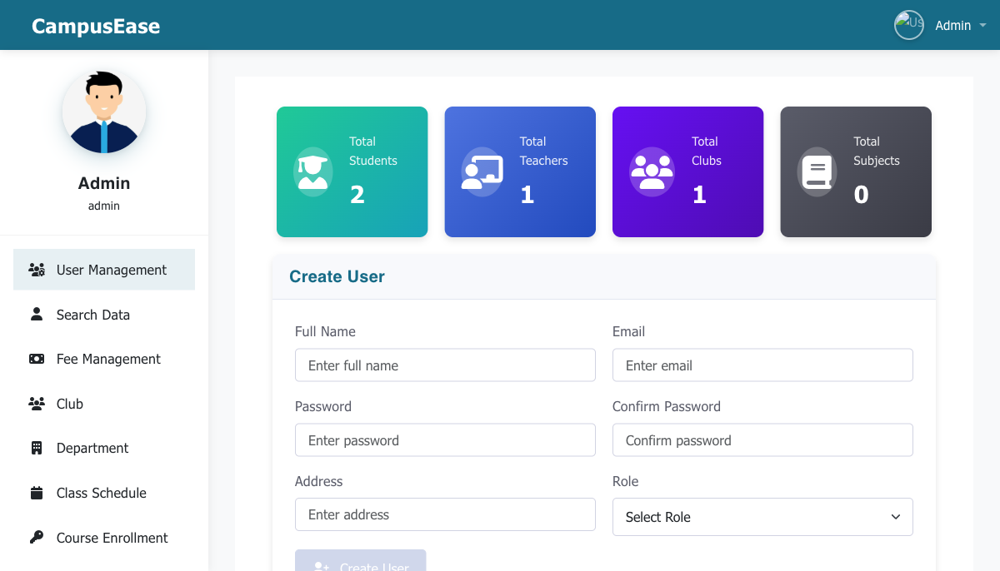 CampusEase
Us
Admin
Admin
admin
User Management
Search Data
Fee Management
Club
Department
Class Schedule
Course Enrollment
Total
Students
2
Total
Teachers
1
Total
Clubs
1
Total
Subjects
0
Create User
Full Name
Email
Enter full name
Enter email
Password
Confirm Password
Enter password
Confirm password
Address
Role
Enter address
Select Role
Create User